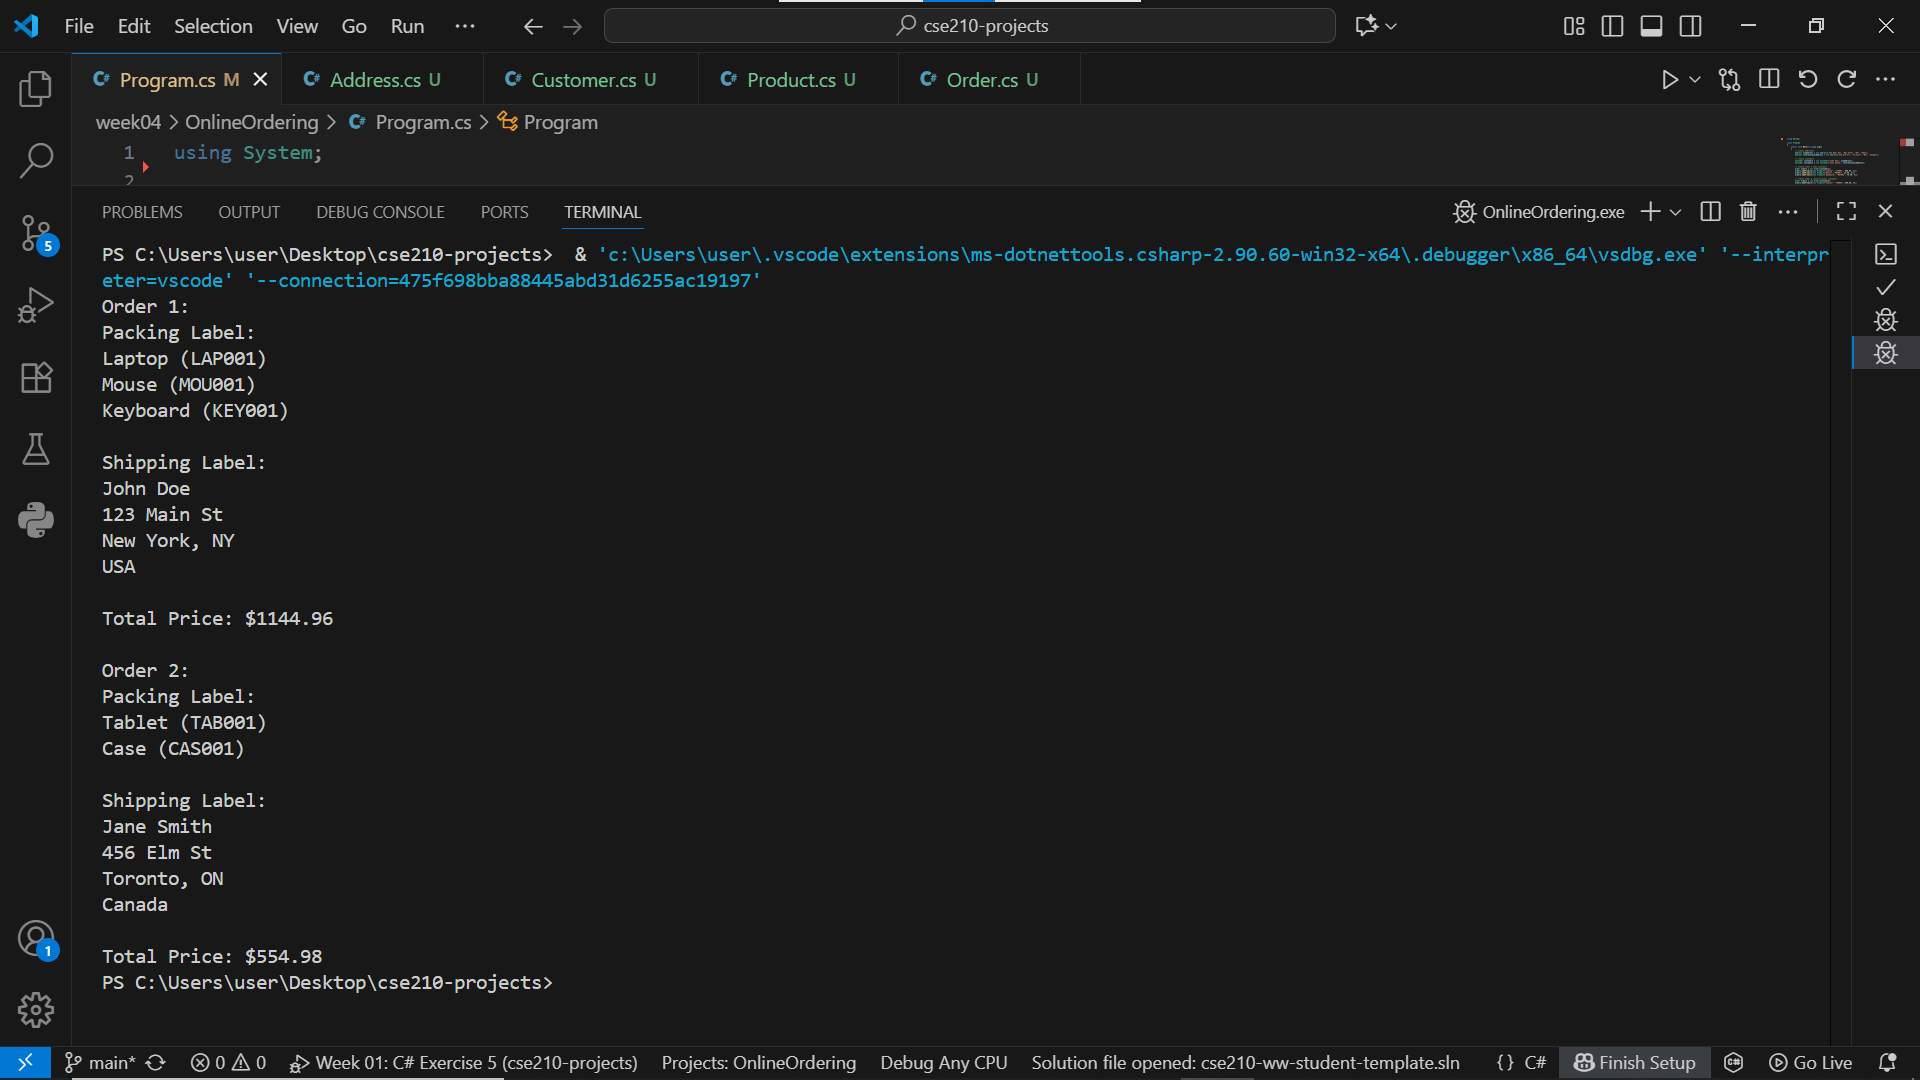 File Edit Selection View Go Run ··· cse210-projects
Program.cs M Address.cs U Customer.cs U Product.cs U Order.cs U
week04 > OnlineOrdering > Program.cs > Program
1 using System;
2
PROBLEMS OUTPUT DEBUG CONSOLE PORTS TERMINAL OnlineOrdering.exe
PS C:\Users\user\Desktop\cse210-projects> & 'c:\Users\user\.vscode\extensions\ms-dotnettools.csharp-2.90.60-win32-x64\.debugger\x86_64\vsdbg.exe' '--interpr
eter=vscode' '--connection=475f698bba88445abd31d6255ac19197'
Order 1:
Packing Label:
Laptop (LAP001)
Mouse (MOU001)
Keyboard (KEY001)
Shipping Label:
John Doe
123 Main St
New York, NY
USA
Total Price: $1144.96
Order 2:
Packing Label:
Tablet (TAB001)
Case (CAS001)
Shipping Label:
Jane Smith
456 Elm St
Toronto, ON
Canada
Total Price: $554.98
PS C:\Users\user\Desktop\cse210-projects>
5
1
main* 0 0 Week 01: C# Exercise 5 (cse210-projects) Projects: OnlineOrdering Debug Any CPU Solution file opened: cse210-ww-student-template.sln {} C# Finish Setup Go Live